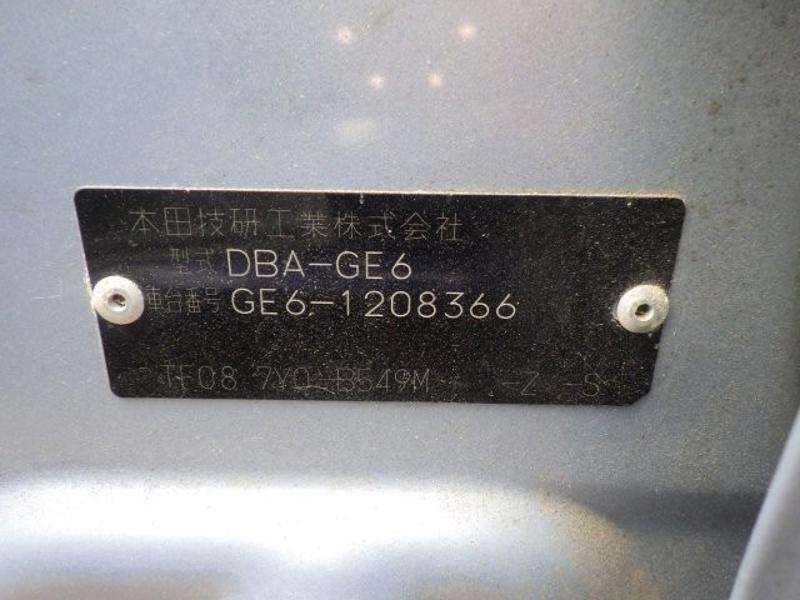 本田技研工業株式会社
型式 DBA-GE6
車台番号 GE6-1208366
TF08 7Y0-B549M -Z -S